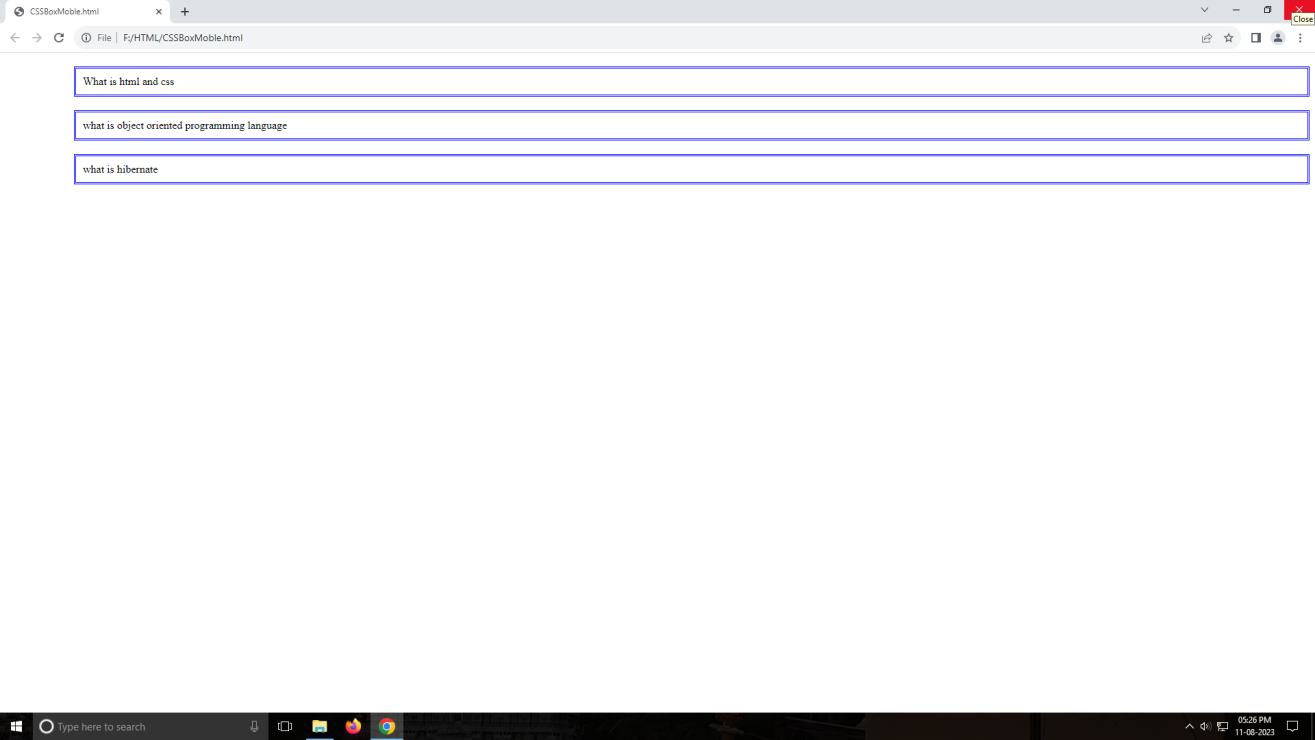 CSSBoxMoble.html
Close
File F:/HTML/CSSBoxMoble.html
What is html and css
what is object oriented programming language
what is hibernate
Type here to search
05:26 PM
11-08-2023